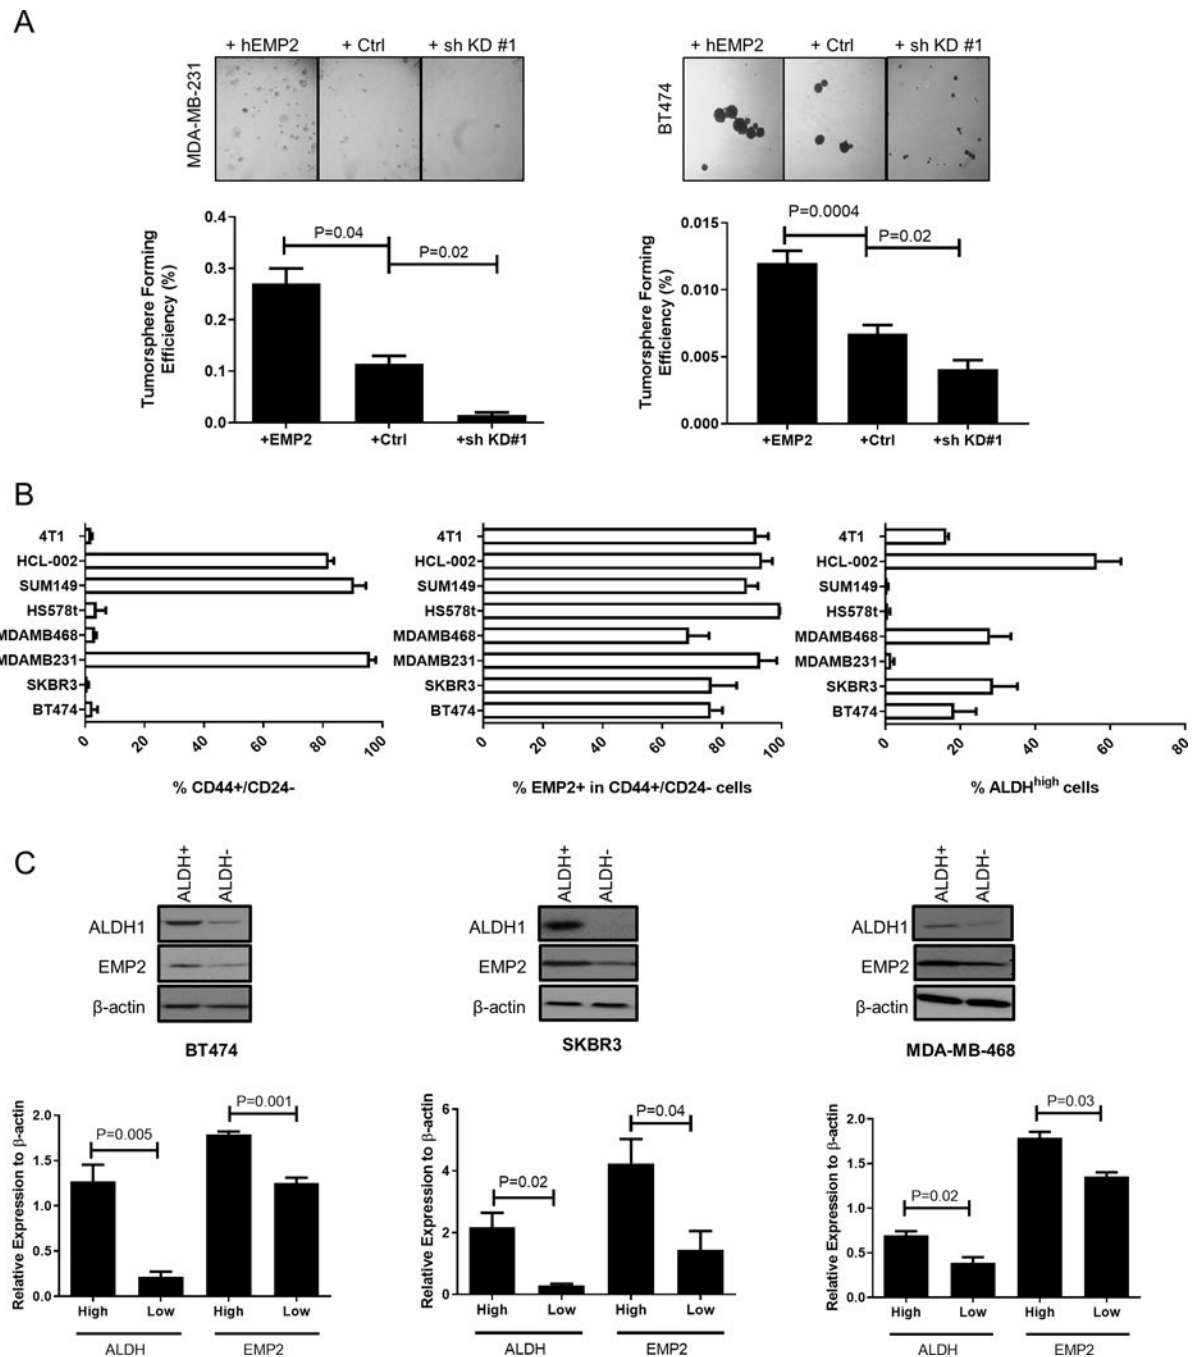 A
+ hEMP2 + Ctrl + sh KD #1
MDA-MB-231
+ hEMP2 + Ctrl + sh KD #1
BT474
Tumorsphere Forming
Efficiency (%)
0.4
0.3
0.2
0.1
0.0
P=0.04
P=0.02
+EMP2 +Ctrl +sh KD#1
Tumorsphere Forming
Efficiency (%)
0.015
0.010
0.005
0.000
P=0.0004
P=0.02
+EMP2 +Ctrl +sh KD#1
B
4T1
HCL-002
SUM149
HS578t
MDAMB468
MDAMB231
SKBR3
BT474
0 20 40 60 80 100
% CD44+/CD24-
4T1
HCL-002
SUM149
HS578t
MDAMB468
MDAMB231
SKBR3
BT474
0 20 40 60 80 100
% EMP2+ in CD44+/CD24- cells
4T1
HCL-002
SUM149
HS578t
MDAMB468
MDAMB231
SKBR3
BT474
0 20 40 60 80
% ALDHhigh cells
C
ALDH+ ALDH-
ALDH1
EMP2
β-actin
BT474
ALDH+ ALDH-
ALDH1
EMP2
β-actin
SKBR3
ALDH+ ALDH-
ALDH1
EMP2
β-actin
MDA-MB-468
Relative Expression to β-actin
2.0
1.5
1.0
0.5
0.0
P=0.005
P=0.001
High Low High Low
ALDH EMP2
Relative Expression to β-actin
6
4
2
0
P=0.02
P=0.04
High Low High Low
ALDH EMP2
Relative Expression to β-actin
2.0
1.5
1.0
0.5
0.0
P=0.02
P=0.03
High Low High Low
ALDH EMP2